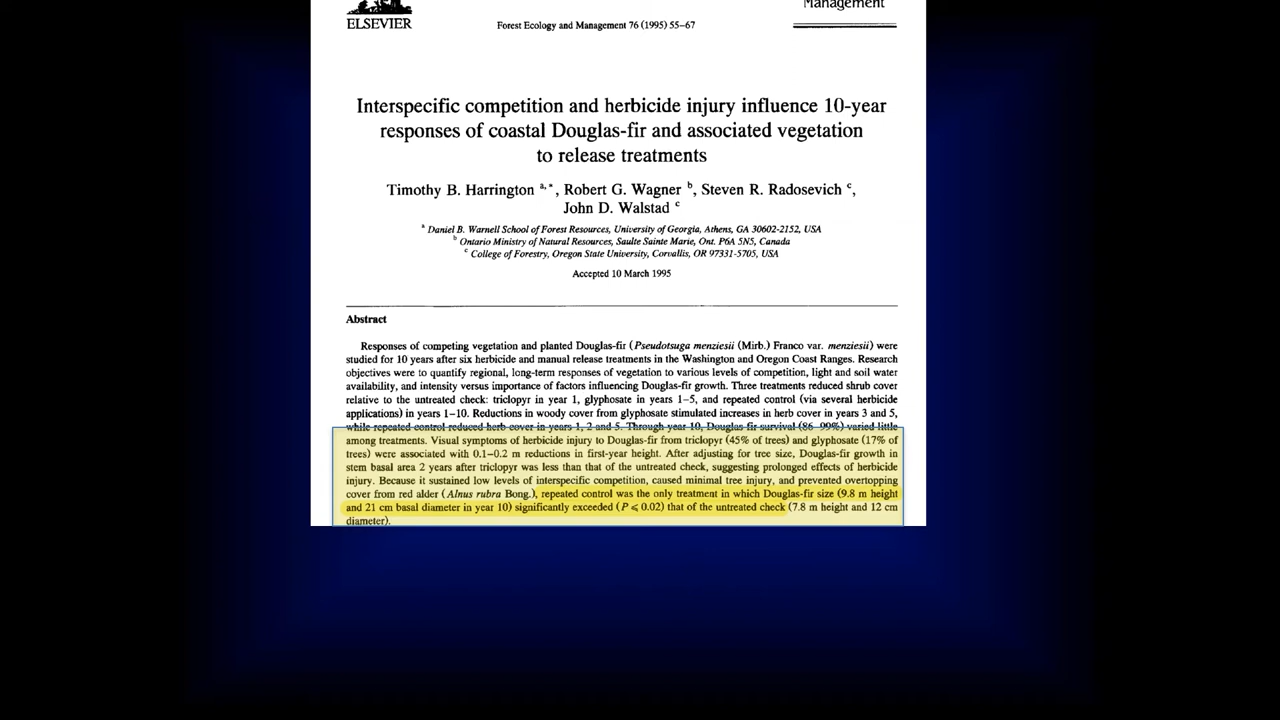 Management
ELSEVIER
Forest Ecology and Management 76 (1995) 55–67
Interspecific competition and herbicide injury influence 10-year
responses of coastal Douglas-fir and associated vegetation
to release treatments
Timothy B. Harrington a,*, Robert G. Wagner b, Steven R. Radosevich c,
John D. Walstad c
a Daniel B. Warnell School of Forest Resources, University of Georgia, Athens, GA 30602-2152, USA
b Ontario Ministry of Natural Resources, Saulte Sainte Marie, Ont. P6A 5N5, Canada
c College of Forestry, Oregon State University, Corvallis, OR 97331-5705, USA
Accepted 10 March 1995
Abstract
Responses of competing vegetation and planted Douglas-fir (Pseudotsuga menziesii (Mirb.) Franco var. menziesii) were
studied for 10 years after six herbicide and manual release treatments in the Washington and Oregon Coast Ranges. Research
objectives were to quantify regional, long-term responses of vegetation to various levels of competition, light and soil water
availability, and intensity versus importance of factors influencing Douglas-fir growth. Three treatments reduced shrub cover
relative to the untreated check: triclopyr in year 1, glyphosate in years 1–5, and repeated control (via several herbicide
applications) in years 1–10. Reductions in woody cover from glyphosate stimulated increases in herb cover in years 3 and 5,
while repeated control reduced herb cover in years 1, 2 and 5. Through year 10, Douglas-fir survival (86–99%) varied little
among treatments. Visual symptoms of herbicide injury to Douglas-fir from triclopyr (45% of trees) and glyphosate (17% of
trees) were associated with 0.1–0.2 m reductions in first-year height. After adjusting for tree size, Douglas-fir growth in
stem basal area 2 years after triclopyr was less than that of the untreated check, suggesting prolonged effects of herbicide
injury. Because it sustained low levels of interspecific competition, caused minimal tree injury, and prevented overtopping
cover from red alder (Alnus rubra Bong.), repeated control was the only treatment in which Douglas-fir size (9.8 m height
and 21 cm basal diameter in year 10) significantly exceeded (P ⩽ 0.02) that of the untreated check (7.8 m height and 12 cm
diameter).